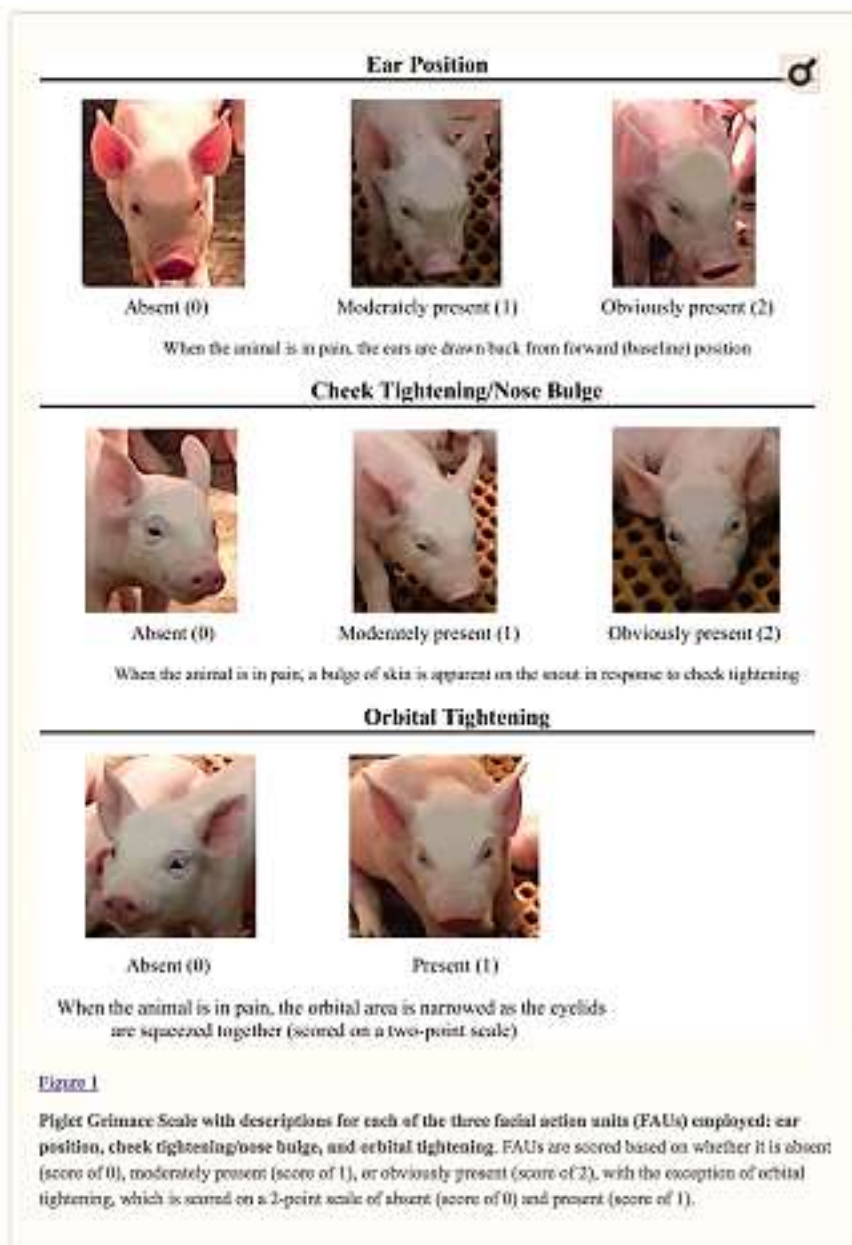 Ear Position
Absent (0) Moderately present (1) Obviously present (2)
When the animal is in pain, the ears are drawn back from forward (baseline) position
Cheek Tightening/Nose Bulge
Absent (0) Moderately present (1) Obviously present (2)
When the animal is in pain, a bulge of skin is apparent on the snout in response to cheek tightening
Orbital Tightening
Absent (0) Present (1)
When the animal is in pain, the orbital area is narrowed as the eyelids
are squeezed together (scored on a two-point scale)
Figure 1
Piglet Grimace Scale with descriptions for each of the three facial action units (FAUs) employed: ear
position, cheek tightening/nose bulge, and orbital tightening. FAUs are scored based on whether it is absent
(score of 0), moderately present (score of 1), or obviously present (score of 2), with the exception of orbital
tightening, which is scored on a 2-point scale of absent (score of 0) and present (score of 1).